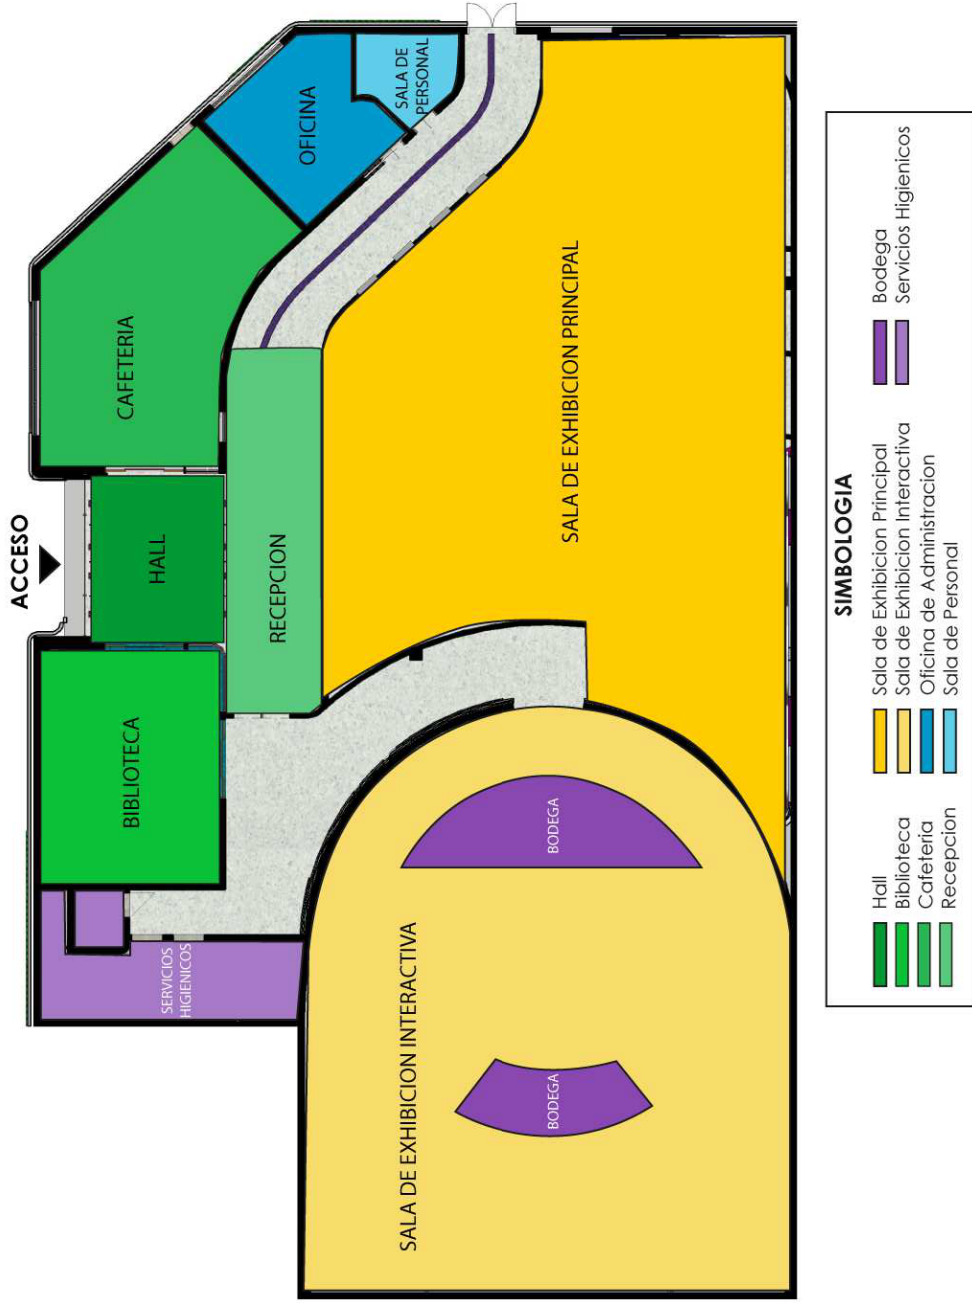 ACCESO
SERVICIOS
HIGIENICOS
BIBLIOTECA
HALL
CAFETERIA
OFICINA
SALA DE
PERSONAL
RECEPCION
SALA DE EXHIBICION INTERACTIVA
BODEGA
BODEGA
SALA DE EXHIBICION PRINCIPAL
SIMBOLOGIA
Hall
Biblioteca
Cafeteria
Recepcion
Sala de Exhibicion Principal
Sala de Exhibicion Interactiva
Oficina de Administracion
Sala de Personal
Bodega
Servicios Higienicos